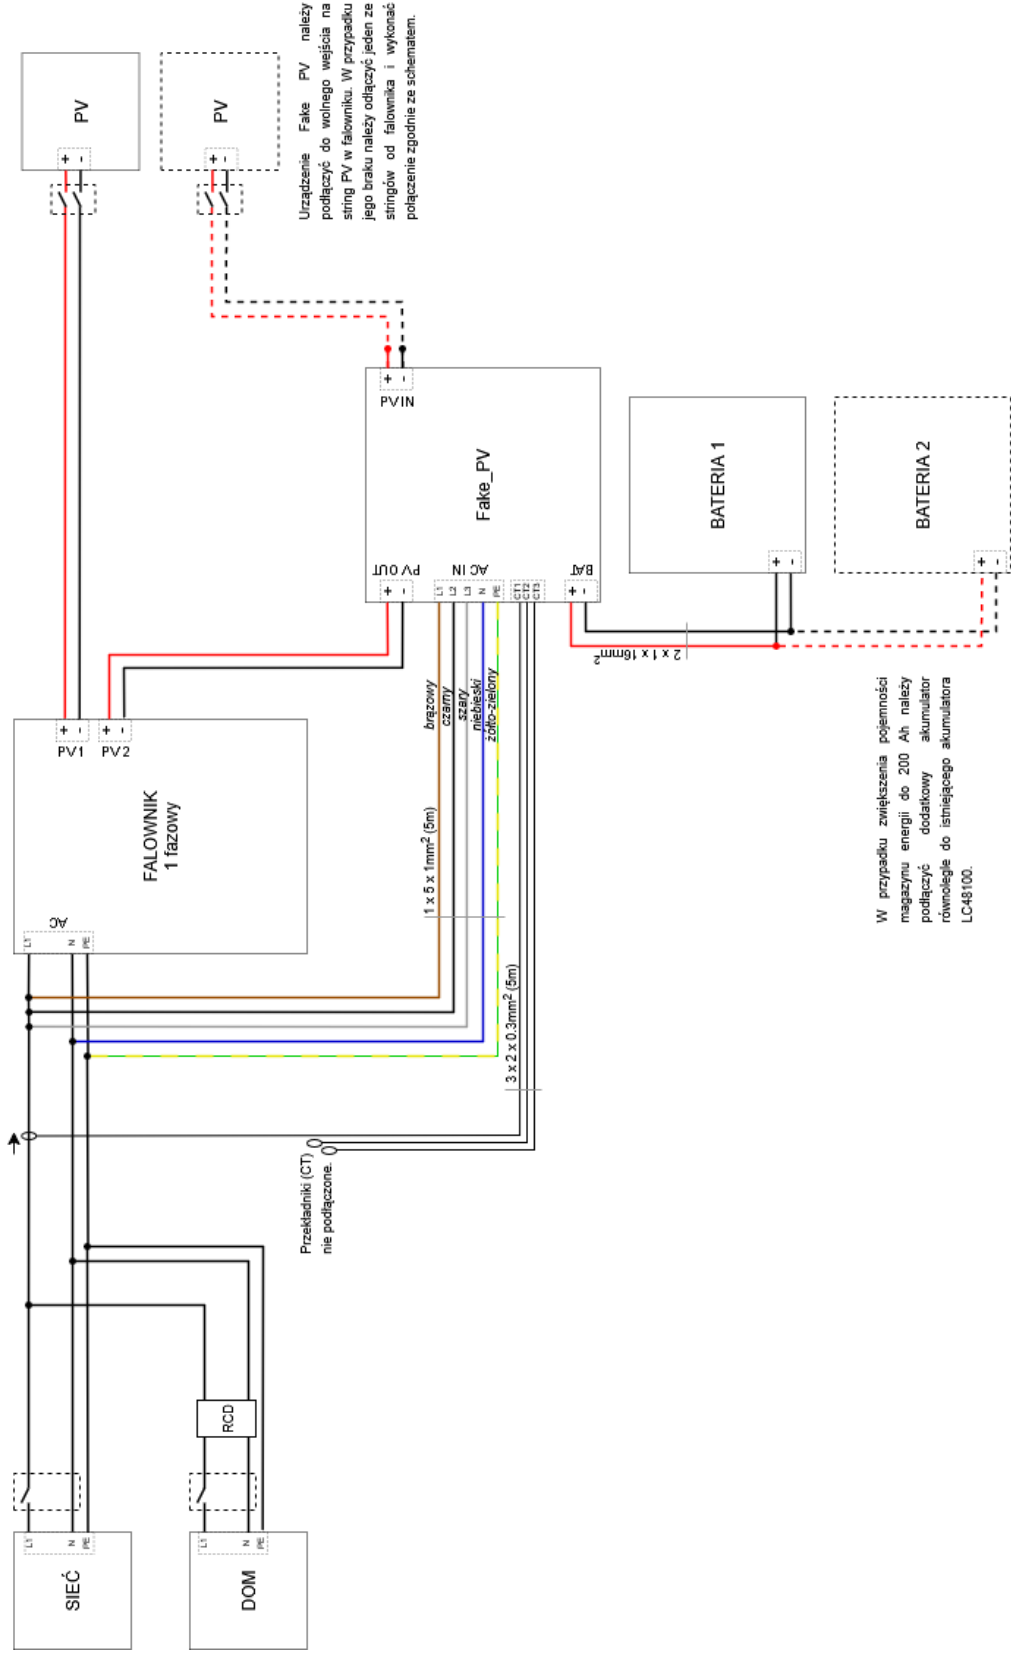 SIEĆ
L1
N
PE
DOM
L1
N
PE
RCD
Przekładniki (CT)
nie podłączone.
FALOWNIK
1 fazowy
AC
L1
N
PE
PV1
+
-
PV2
+
-
1 x 5 x 1mm² (5m)
3 x 2 x 0.3mm² (5m)
brązowy
czarny
szary
niebieski
żółto-zielony
Fake_PV
PV OUT
+
-
AC IN
L1
L2
L3
N
PE
CT1
CT2
CT3
BAT
+
-
PV IN
+
-
2 x 1 x 16mm²
BATERIA 1
+
-
BATERIA 2
+
-
PV
+
-
PV
+
-
Urządzenie Fake PV należy
podłączyć do wolnego wejścia na
string PV w falowniku. W przypadku
jego braku należy odłączyć jeden ze
stringów od falownika i wykonać
połączenie zgodnie ze schematem.
W przypadku zwiększenia pojemności
magazynu energii do 200 Ah należy
podłączyć dodatkowy akumulator
równolegle do istniejącego akumulatora
LC48100.